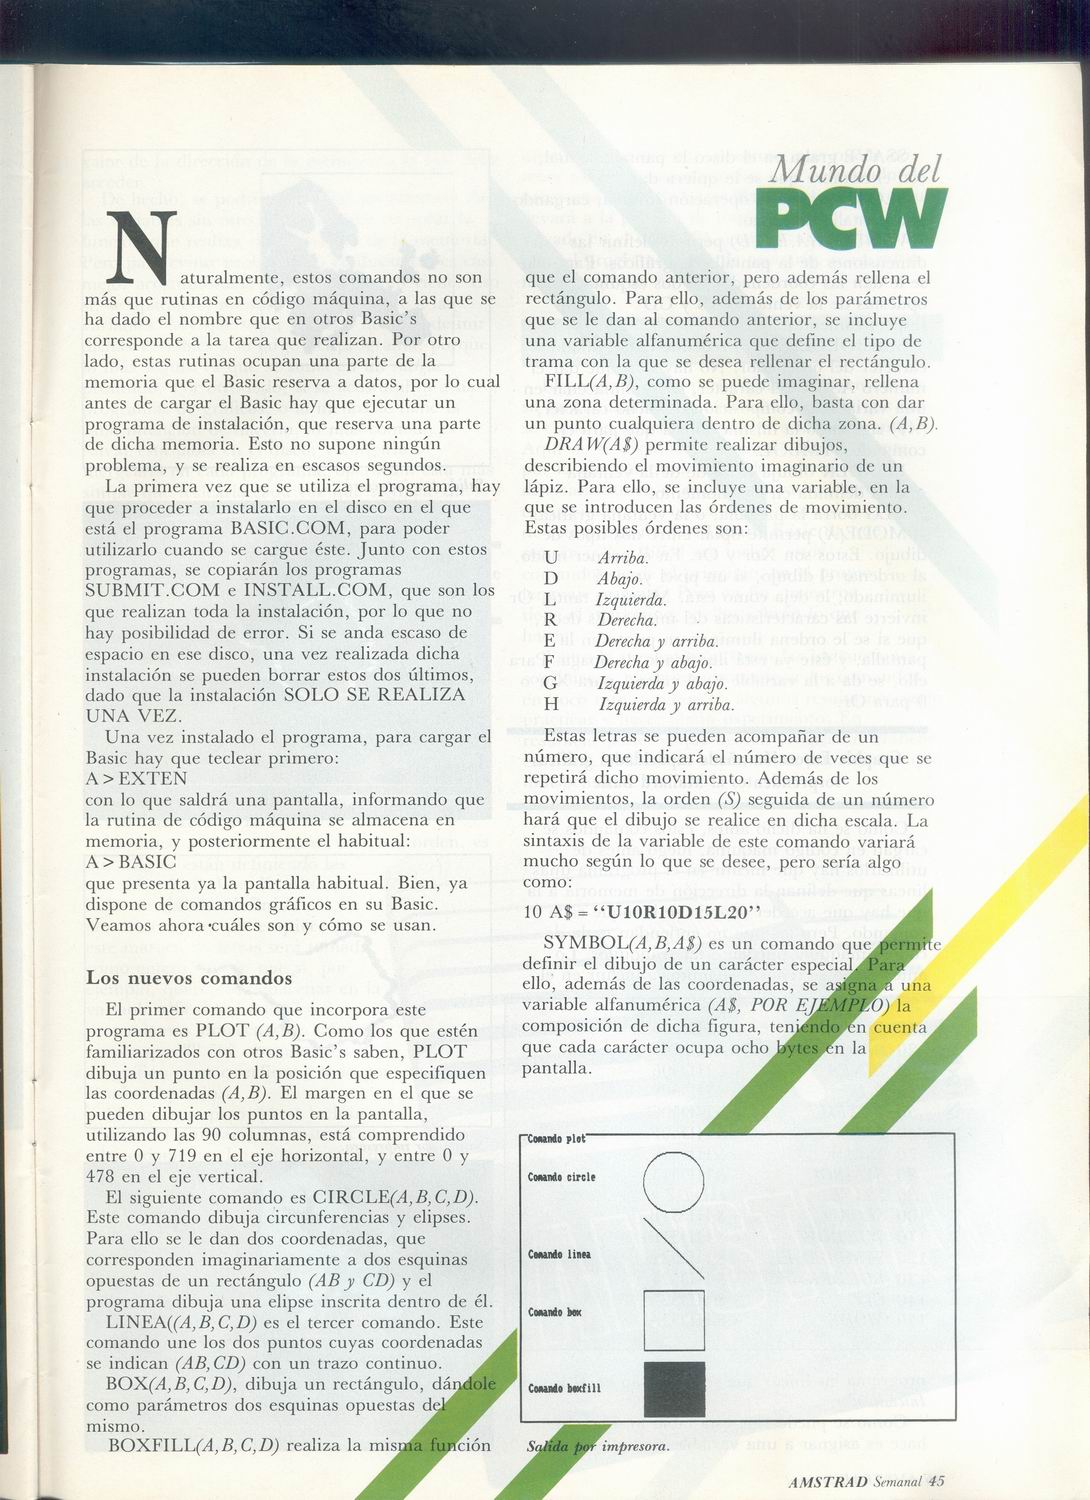 Mundo del
PCW
Naturalmente, estos comandos no son
más que rutinas en código máquina, a las que se
ha dado el nombre que en otros Basic's
corresponde a la tarea que realizan. Por otro
lado, estas rutinas ocupan una parte de la
memoria que el Basic reserva a datos, por lo cual
antes de cargar el Basic hay que ejecutar un
programa de instalación, que reserva una parte
de dicha memoria. Esto no supone ningún
problema, y se realiza en escasos segundos.
La primera vez que se utiliza el programa, hay
que proceder a instalarlo en el disco en el que
está el programa BASIC.COM, para poder
utilizarlo cuando se cargue éste. Junto con estos
programas, se copiarán los programas
SUBMIT.COM e INSTALL.COM, que son los
que realizan toda la instalación, por lo que no
hay posibilidad de error. Si se anda escaso de
espacio en ese disco, una vez realizada dicha
instalación se pueden borrar estos dos últimos,
dado que la instalación SOLO SE REALIZA
UNA VEZ.
Una vez instalado el programa, para cargar el
Basic hay que teclear primero:
A>EXTEN
con lo que saldrá una pantalla, informando que
la rutina de código máquina se almacena en
memoria, y posteriormente el habitual:
A>BASIC
que presenta ya la pantalla habitual. Bien, ya
dispone de comandos gráficos en su Basic.
Veamos ahora cuáles son y cómo se usan.
Los nuevos comandos
El primer comando que incorpora este
programa es PLOT (A,B). Como los que estén
familiarizados con otros Basic's saben, PLOT
dibuja un punto en la posición que especifiquen
las coordenadas (A,B). El margen en el que se
pueden dibujar los puntos en la pantalla,
utilizando las 90 columnas, está comprendido
entre 0 y 719 en el eje horizontal, y entre 0 y
478 en el eje vertical.
El siguiente comando es CIRCLE(A,B,C,D).
Este comando dibuja circunferencias y elipses.
Para ello se le dan dos coordenadas, que
corresponden imaginariamente a dos esquinas
opuestas de un rectángulo (AB y CD) y el
programa dibuja una elipse inscrita dentro de él.
LINEA((A,B,C,D) es el tercer comando. Este
comando une los dos puntos cuyas coordenadas
se indican (AB,CD) con un trazo continuo.
BOX(A,B,C,D), dibuja un rectángulo, dándole
como parámetros dos esquinas opuestas del
mismo.
BOXFILL(A,B,C,D) realiza la misma función
que el comando anterior, pero además rellena el
rectángulo. Para ello, además de los parámetros
que se le dan al comando anterior, se incluye
una variable alfanumérica que define el tipo de
trama con la que se desea rellenar el rectángulo.
FILL(A,B), como se puede imaginar, rellena
una zona determinada. Para ello, basta con dar
un punto cualquiera dentro de dicha zona. (A,B).
DRAW(A$) permite realizar dibujos,
describiendo el movimiento imaginario de un
lápiz. Para ello, se incluye una variable, en la
que se introducen las órdenes de movimiento.
Estas posibles órdenes son:
U Arriba.
D Abajo.
L Izquierda.
R Derecha.
E Derecha y arriba.
F Derecha y abajo.
G Izquierda y abajo.
H Izquierda y arriba.
Estas letras se pueden acompañar de un
número, que indicará el número de veces que se
repetirá dicho movimiento. Además de los
movimientos, la orden (S) seguida de un número
hará que el dibujo se realice en dicha escala. La
sintaxis de la variable de este comando variará
mucho según lo que se desee, pero sería algo
como:
10 A$ = “U10R10D15L20”
SYMBOL(A,B,A$) es un comando que permite
definir el dibujo de un carácter especial. Para
ello, además de las coordenadas, se asigna a una
variable alfanumérica (A$, POR EJEMPLO) la
composición de dicha figura, teniendo en cuenta
que cada carácter ocupa ocho bytes en la
pantalla.
Comando plot
Comando circle
Comando linea
Comando box
Comando boxfill
Salida por impresora.
AMSTRAD Semanal 45